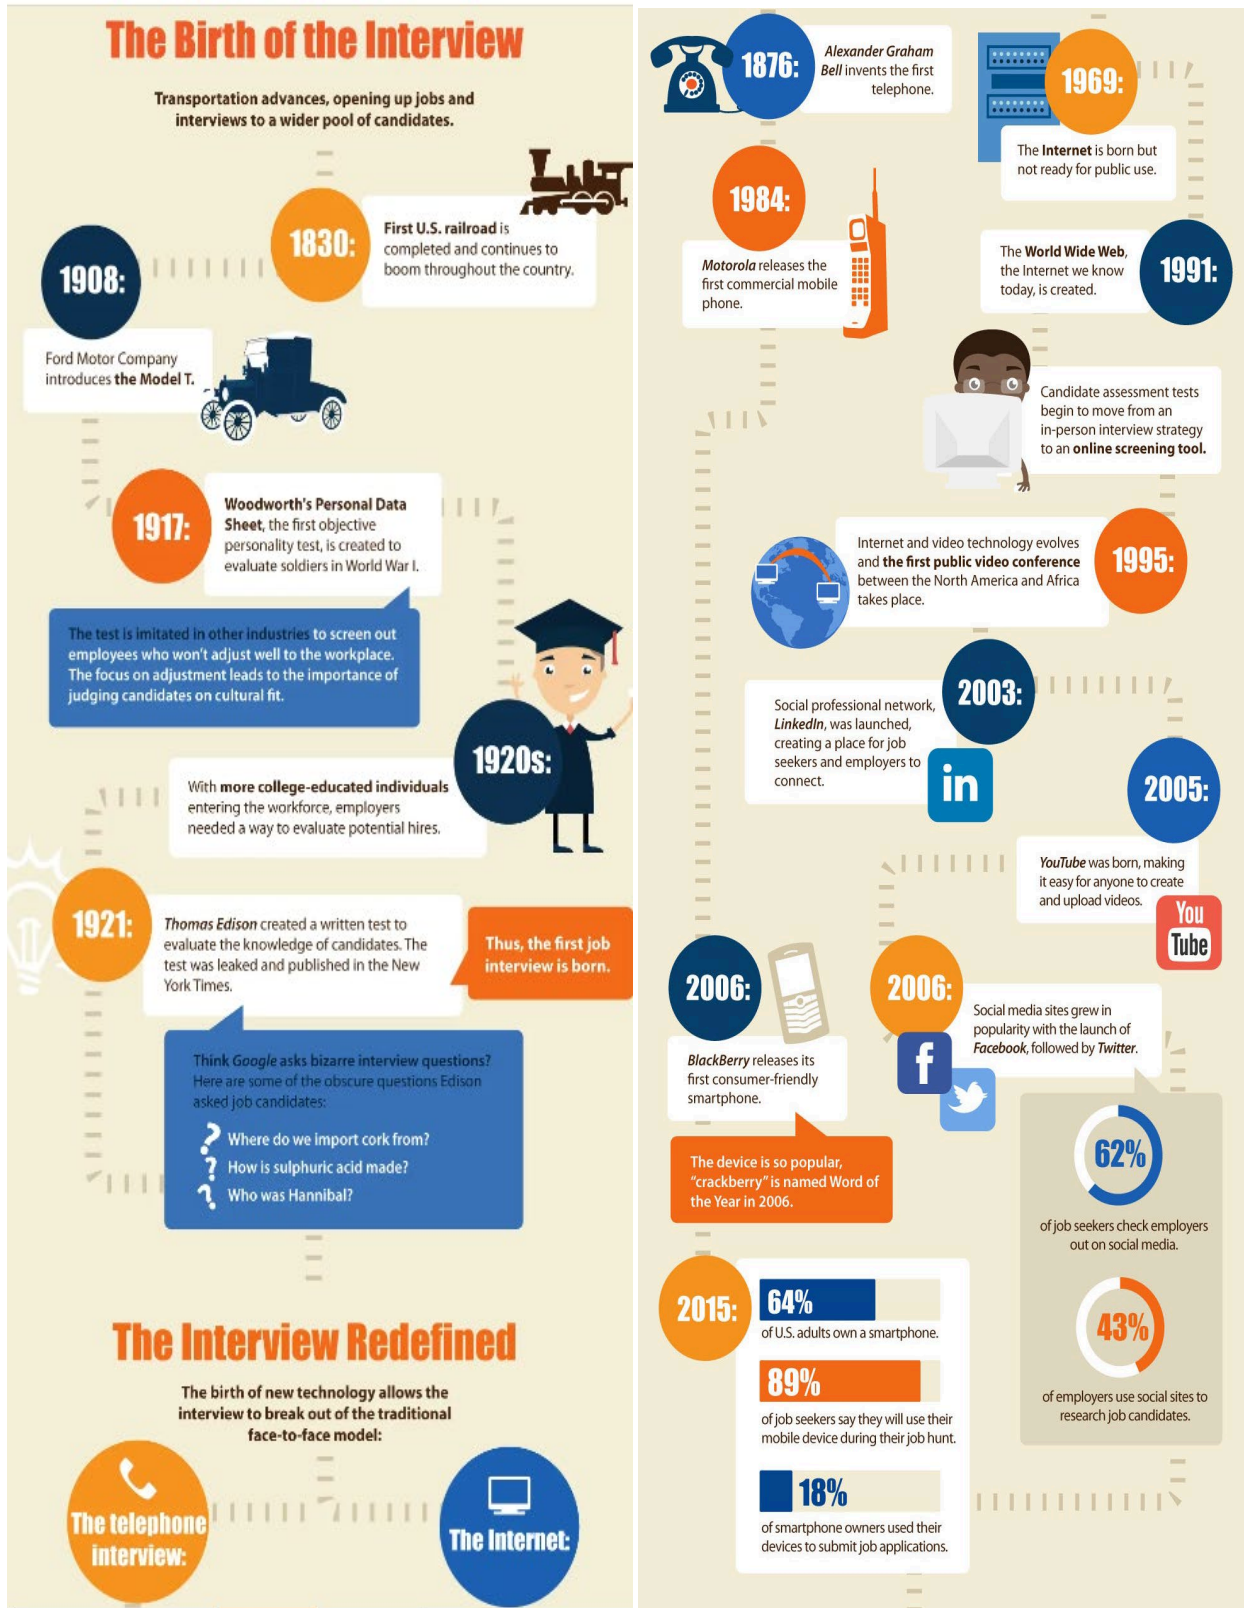 The Birth of the Interview
Transportation advances, opening up jobs and
interviews to a wider pool of candidates.
1830:
First U.S. railroad is
completed and continues to
boom throughout the country.
1908:
Ford Motor Company
introduces the Model T.
1917:
Woodworth's Personal Data
Sheet, the first objective
personality test, is created to
evaluate soldiers in World War I.
The test is imitated in other industries to screen out
employees who won't adjust well to the workplace.
The focus on adjustment leads to the importance of
judging candidates on cultural fit.
1920s:
With more college-educated individuals
entering the workforce, employers
needed a way to evaluate potential hires.
1921:
Thomas Edison created a written test to
evaluate the knowledge of candidates. The
test was leaked and published in the New
York Times.
Thus, the first job
interview is born.
Think Google asks bizarre interview questions?
Here are some of the obscure questions Edison
asked job candidates:
? Where do we import cork from?
? How is sulphuric acid made?
? Who was Hannibal?
The Interview Redefined
The birth of new technology allows the
interview to break out of the traditional
face-to-face model:
The telephone
interview:
The Internet:
1876:
Alexander Graham
Bell invents the first
telephone.
1984:
Motorola releases the
first commercial mobile
phone.
1969:
The Internet is born but
not ready for public use.
1991:
The World Wide Web,
the Internet we know
today, is created.
Candidate assessment tests
begin to move from an
in-person interview strategy
to an online screening tool.
1995:
Internet and video technology evolves
and the first public video conference
between the North America and Africa
takes place.
2003:
Social professional network,
LinkedIn, was launched,
creating a place for job
seekers and employers to
connect.
in
2005:
YouTube was born, making
it easy for anyone to create
and upload videos.
You
Tube
2006:
BlackBerry releases its
first consumer-friendly
smartphone.
The device is so popular,
"crackberry" is named Word of
the Year in 2006.
2006:
Social media sites grew in
popularity with the launch of
Facebook, followed by Twitter.
f
62%
of job seekers check employers
out on social media.
43%
of employers use social sites to
research job candidates.
2015:
64%
of U.S. adults own a smartphone.
89%
of job seekers say they will use their
mobile device during their job hunt.
18%
of smartphone owners used their
devices to submit job applications.